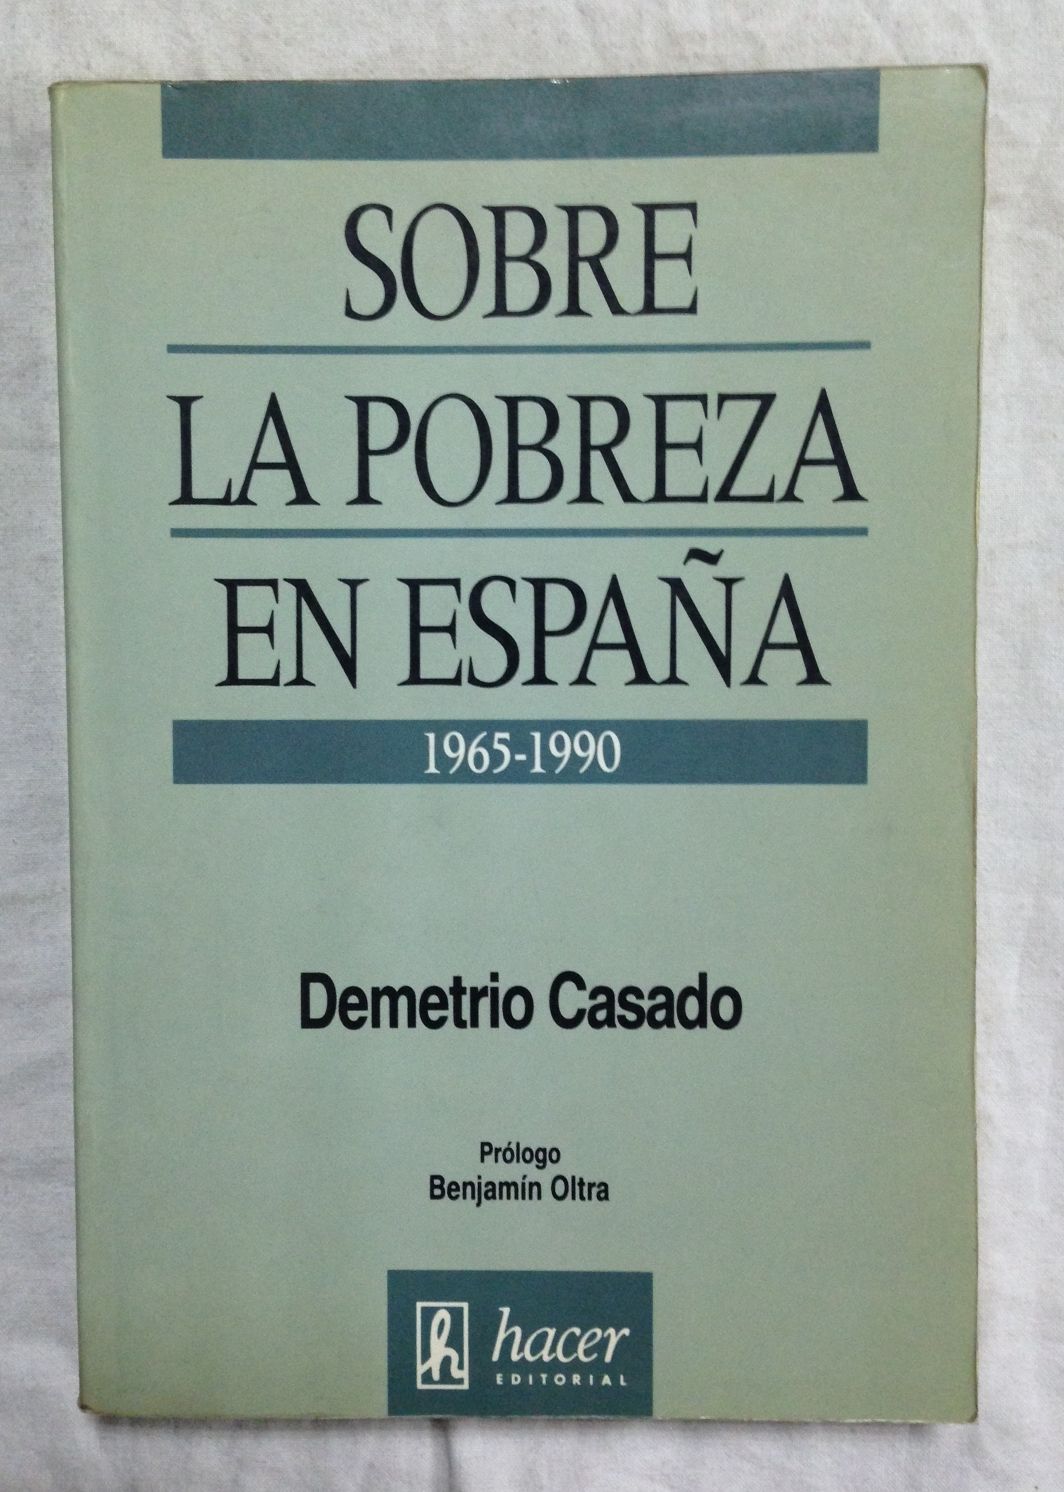 SOBRE
LA POBREZA
EN ESPAÑA
1965-1990
Demetrio Casado
Prólogo
Benjamín Oltra
h hacer
EDITORIAL